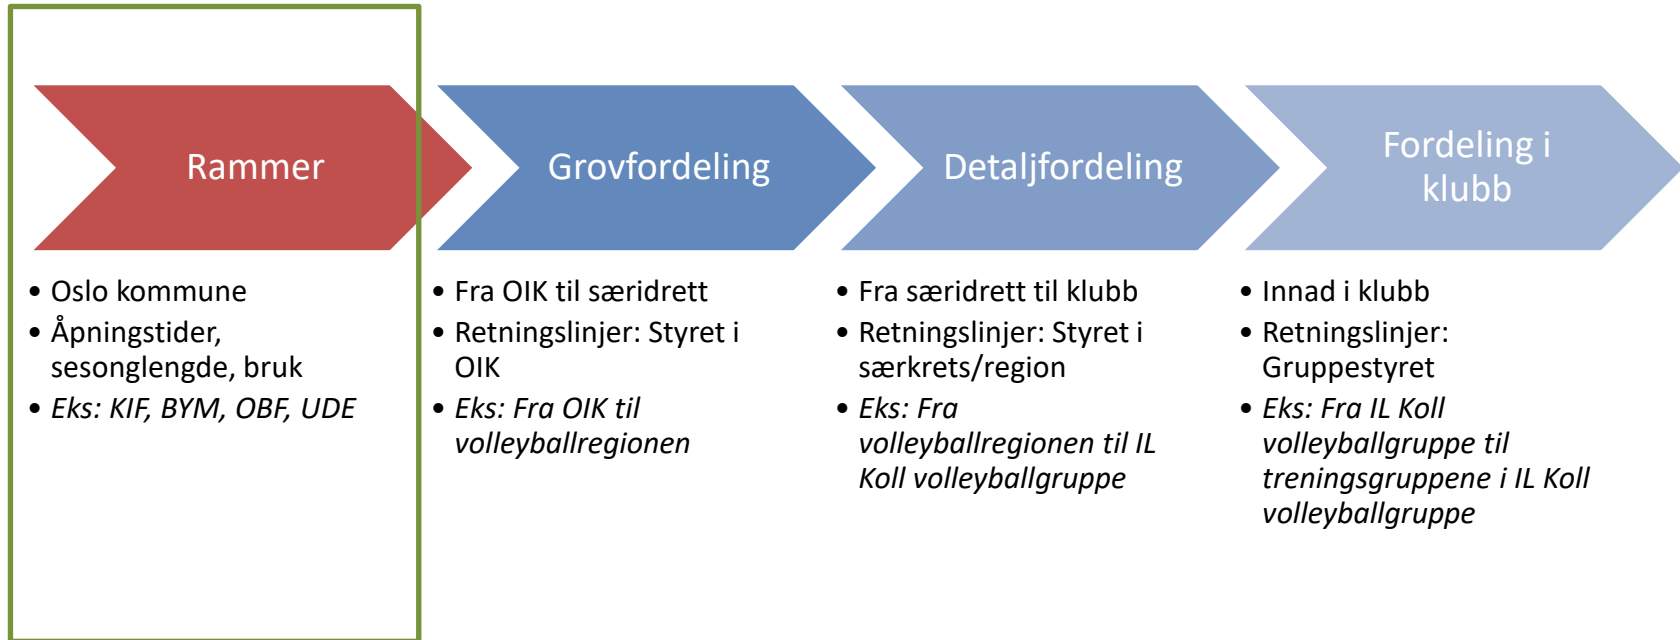 Rammer
• Oslo kommune
• Åpningstider,
sesonglengde, bruk
• Eks: KIF, BYM, OBF, UDE
Grovfordeling
• Fra OIK til særidrett
• Retningslinjer: Styret i
OIK
• Eks: Fra OIK til
volleyballregionen
Detaljfordeling
• Fra særidrett til klubb
• Retningslinjer: Styret i
særkrets/region
• Eks: Fra
volleyballregionen til IL
Koll volleyballgruppe
Fordeling i
klubb
• Innad i klubb
• Retningslinjer:
Gruppestyret
• Eks: Fra IL Koll
volleyballgruppe til
treningsgruppene i IL Koll
volleyballgruppe